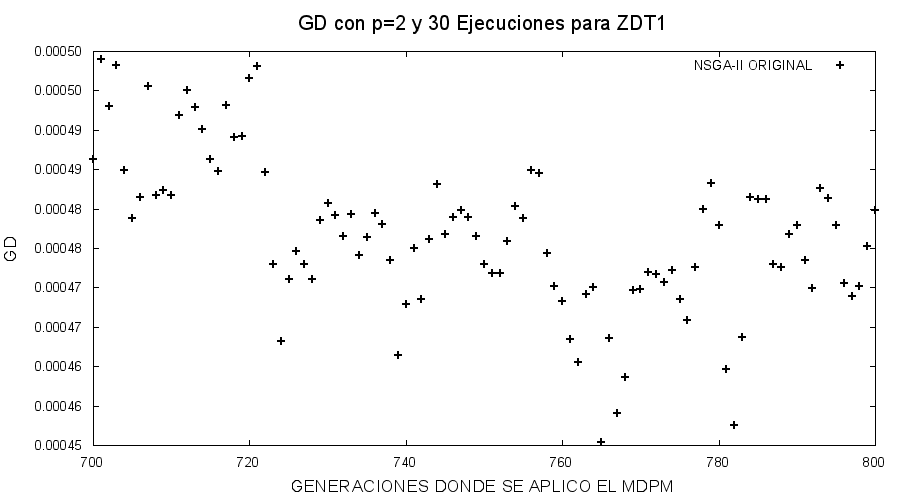 GD con p=2 y 30 Ejecuciones para ZDT1
NSGA-II ORIGINAL
0.00050
0.00050
0.00049
0.00049
0.00048
0.00048
0.00047
0.00047
0.00046
0.00046
0.00045
GD
700 720 740 760 780 800
GENERACIONES DONDE SE APLICO EL MDPM